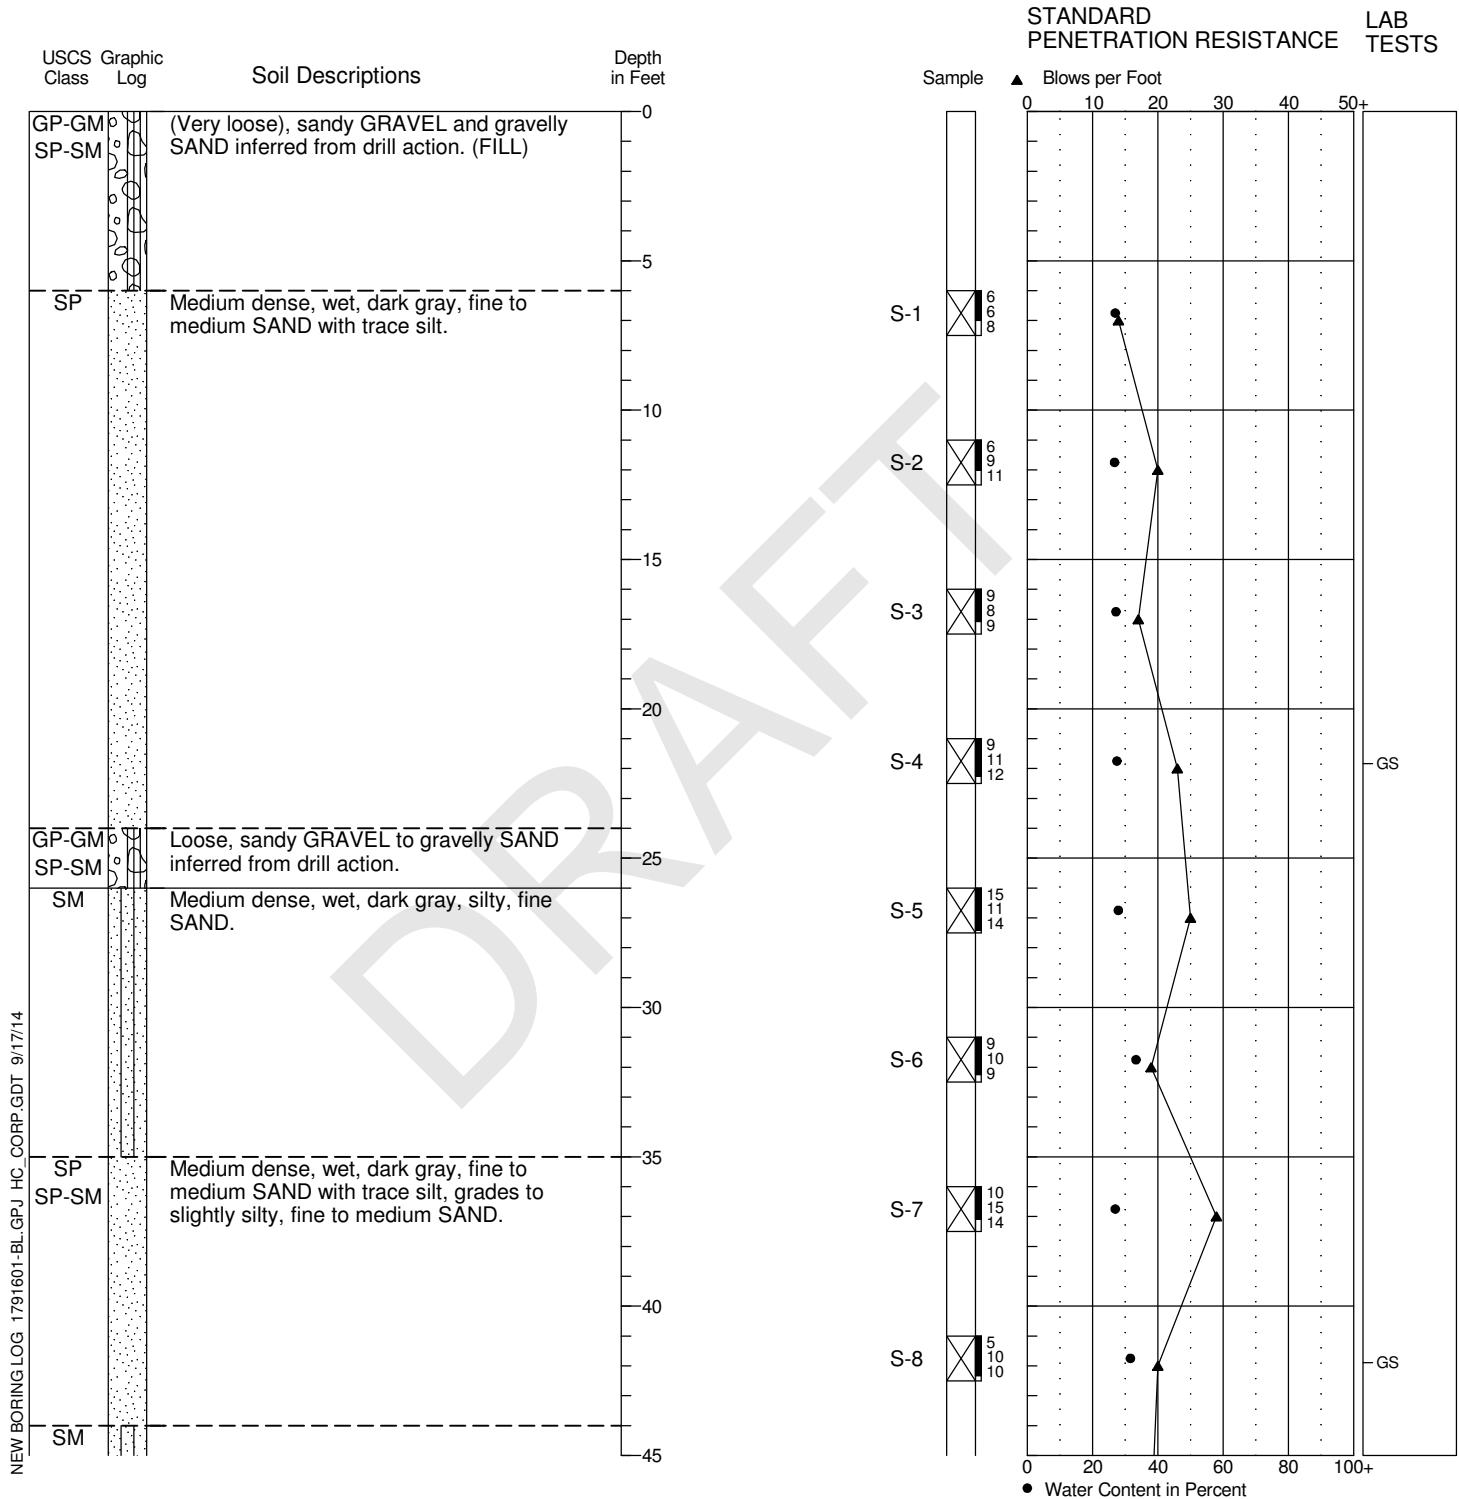 STANDARD
PENETRATION RESISTANCE
LAB
TESTS
USCS Graphic
Class Log
Soil Descriptions
Depth
in Feet
Sample
▲ Blows per Foot
0 10 20 30 40 50+
GP-GM
SP-SM
(Very loose), sandy GRAVEL and gravelly
SAND inferred from drill action. (FILL)
0
5
SP
Medium dense, wet, dark gray, fine to
medium SAND with trace silt.
S-1
6
6
8
10
S-2
6
9
11
15
S-3
9
8
9
20
S-4
9
11
12
GS
GP-GM
SP-SM
Loose, sandy GRAVEL to gravelly SAND
inferred from drill action.
25
SM
Medium dense, wet, dark gray, silty, fine
SAND.
S-5
15
11
14
30
S-6
9
10
9
35
SP
SP-SM
Medium dense, wet, dark gray, fine to
medium SAND with trace silt, grades to
slightly silty, fine to medium SAND.
S-7
10
15
14
40
S-8
5
10
10
GS
SM
45
0 20 40 60 80 100+
● Water Content in Percent
DRAFT
NEW BORING LOG 1791601-BL.GPJ HC_CORP.GDT 9/17/14